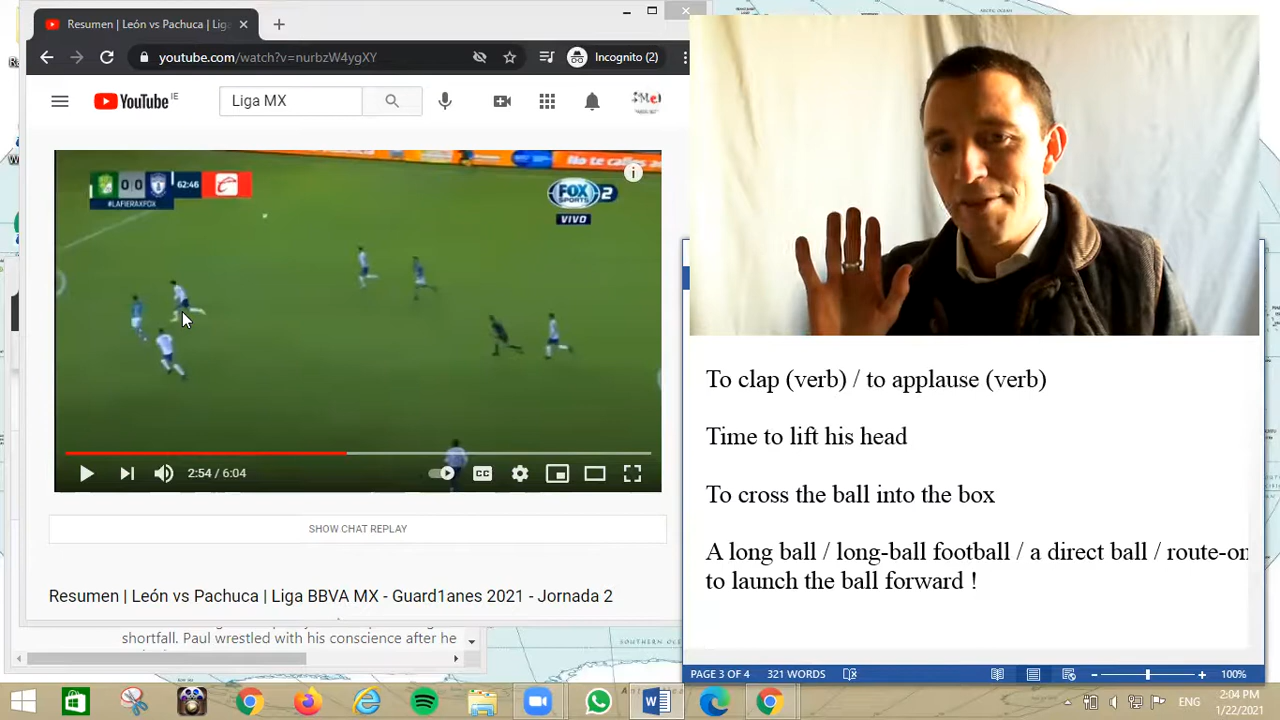 Resumen | León vs Pachuca | Liga
youtube.com/watch?v=nurbzW4ygXY
Incognito (2)
YouTube IE
Liga MX
0 0
62:46
#LAFIERAXFOX
No te calles
FOX SPORTS 2
VIVO
2:54 / 6:04
CC
SHOW CHAT REPLAY
Resumen | León vs Pachuca | Liga BBVA MX - Guard1anes 2021 - Jornada 2
shortfall. Paul wrestled with his conscience after he
To clap (verb) / to applause (verb)
Time to lift his head
To cross the ball into the box
A long ball / long-ball football / a direct ball / route-on
to launch the ball forward !
SOUTHERN
PAGE 3 OF 4
321 WORDS
100%
ENG
2:04 PM
1/22/2021